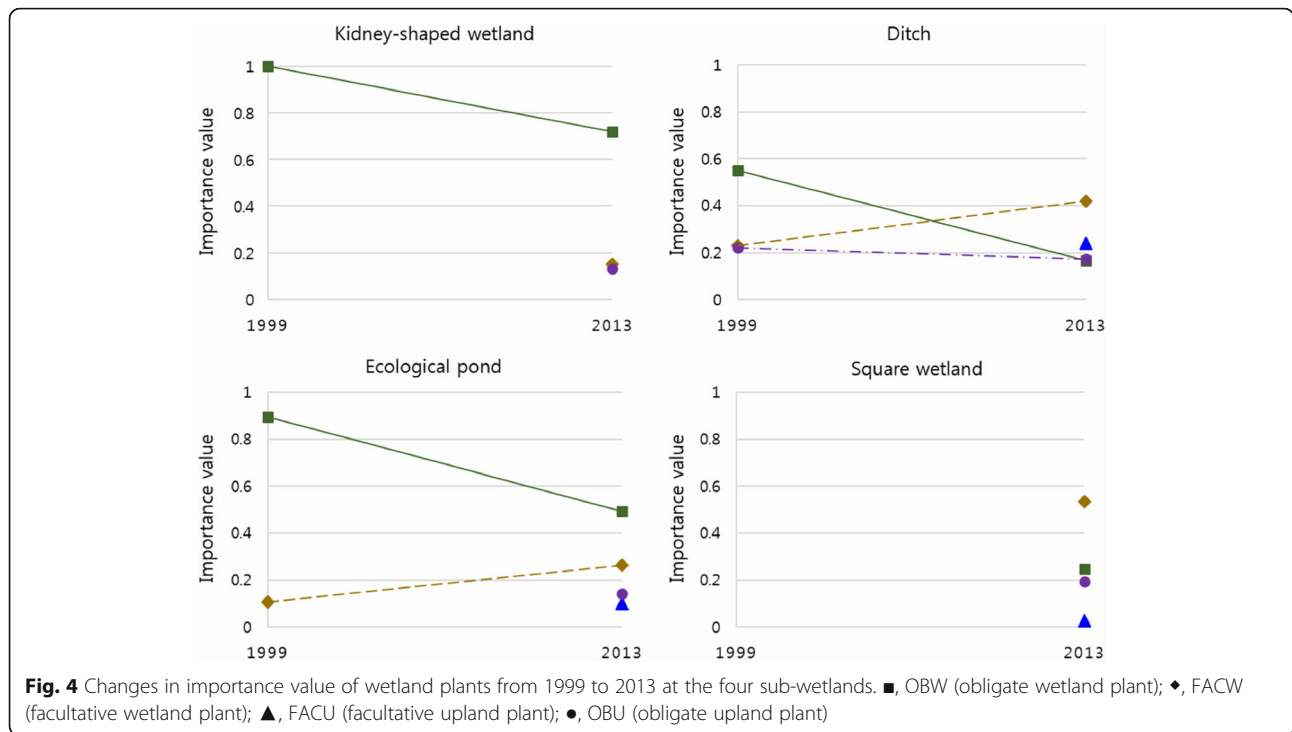 Kidney-shaped wetland
Importance value
1
0.8
0.6
0.4
0.2
0
1999 2013
Ditch
Importance value
1
0.8
0.6
0.4
0.2
0
1999 2013
Ecological pond
Importance value
1
0.8
0.6
0.4
0.2
0
1999 2013
Square wetland
Importance value
1
0.8
0.6
0.4
0.2
0
1999 2013
Fig. 4 Changes in importance value of wetland plants from 1999 to 2013 at the four sub-wetlands. ■, OBW (obligate wetland plant); ◆, FACW
(facultative wetland plant); ▲, FACU (facultative upland plant); ●, OBU (obligate upland plant)